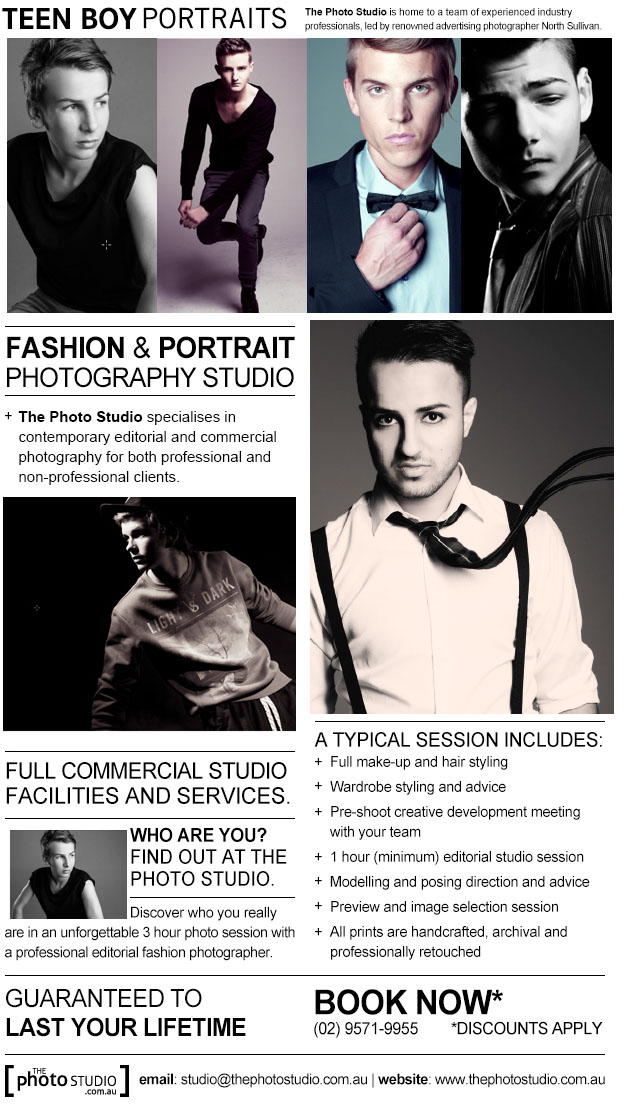 TEEN BOY PORTRAITS
The Photo Studio is home to a team of experienced industry
professionals, led by renowned advertising photographer North Sullivan.
FASHION & PORTRAIT
PHOTOGRAPHY STUDIO
+ The Photo Studio specialises in
contemporary editorial and commercial
photography for both professional and
non-professional clients.
LIGHT & DARK
FULL COMMERCIAL STUDIO
FACILITIES AND SERVICES.
WHO ARE YOU?
FIND OUT AT THE
PHOTO STUDIO.
Discover who you really
are in an unforgettable 3 hour photo session with
a professional editorial fashion photographer.
A TYPICAL SESSION INCLUDES:
+ Full make-up and hair styling
+ Wardrobe styling and advice
+ Pre-shoot creative development meeting
with your team
+ 1 hour (minimum) editorial studio session
+ Modelling and posing direction and advice
+ Preview and image selection session
+ All prints are handcrafted, archival and
professionally retouched
GUARANTEED TO
LAST YOUR LIFETIME
BOOK NOW*
(02) 9571-9955 *DISCOUNTS APPLY
[THE photo STUDIO .com.au]
email: studio@thephotostudio.com.au | website: www.thephotostudio.com.au